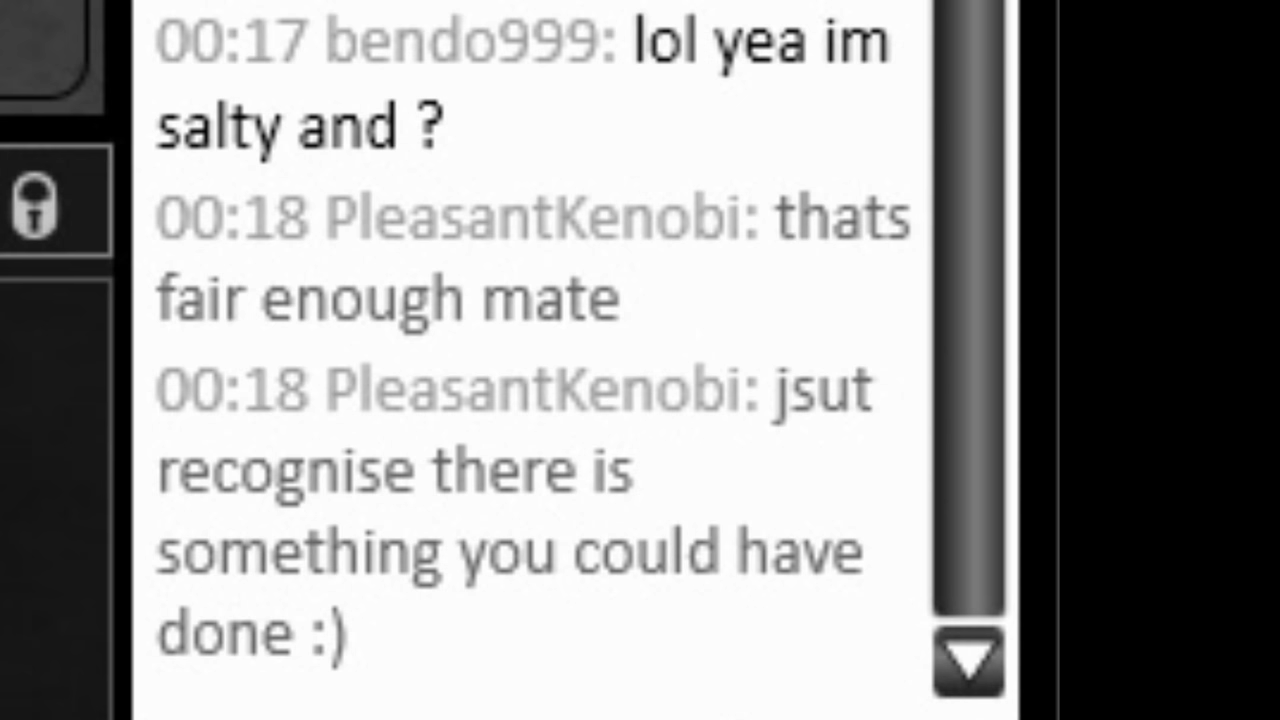 00:17 bendo999: lol yea im
salty and ?
00:18 PleasantKenobi: thats
fair enough mate
00:18 PleasantKenobi: jsut
recognise there is
something you could have
done :)